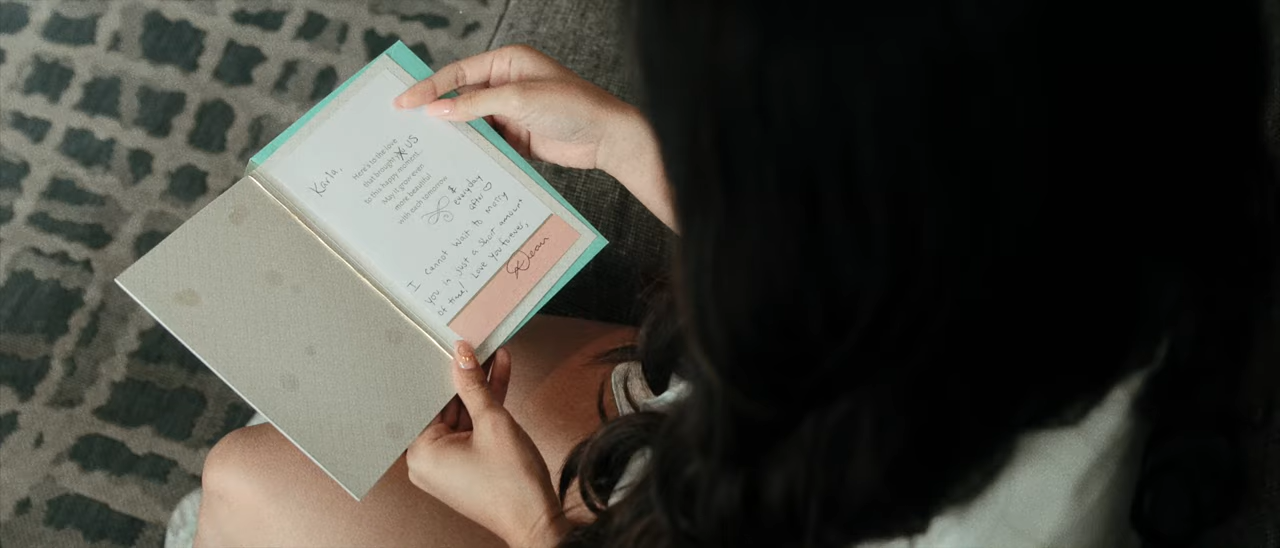 Karla,
Here's to the love
that brought US
to this happy moment.
May it grow even
more beautiful
with each tomorrow
& everyday
after ♡
I cannot wait to marry
you in just a short amount
of time! Love you forever,
Sean